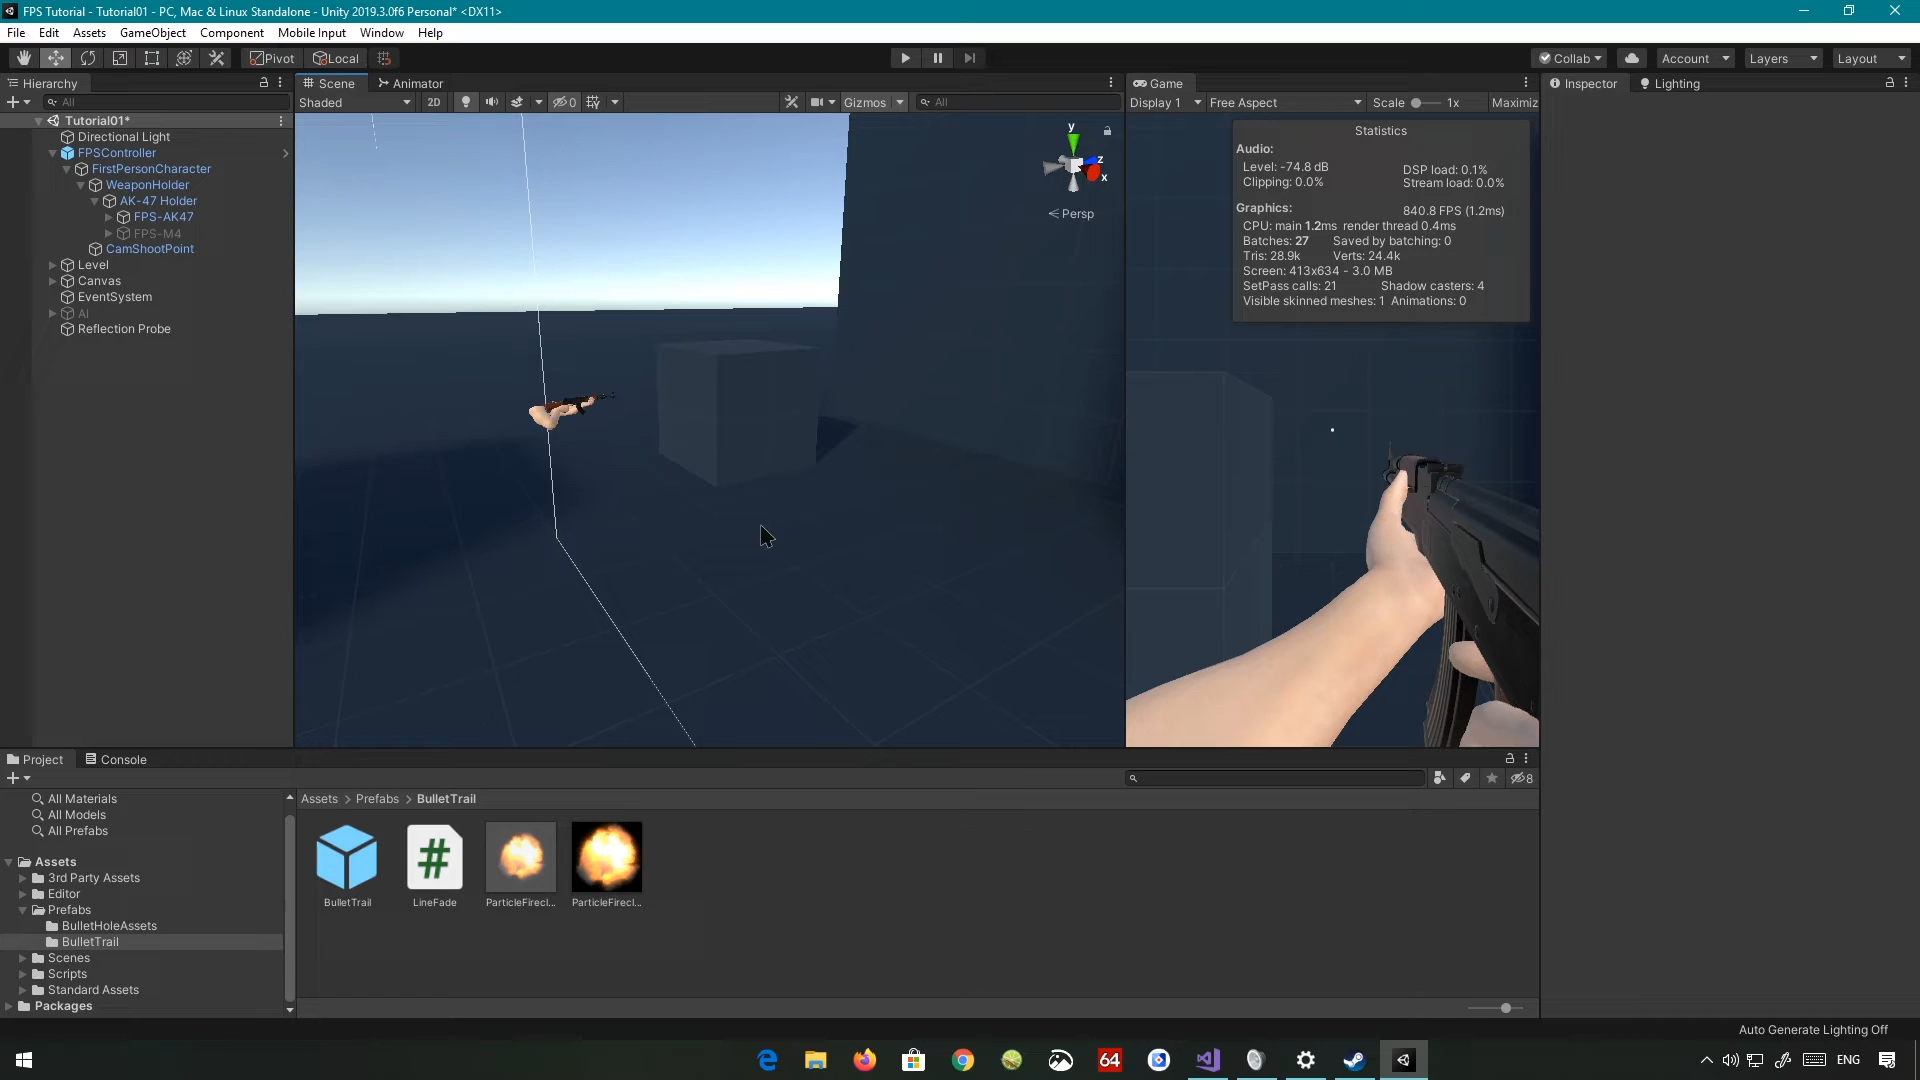 FPS Tutorial - Tutorial01 - PC, Mac & Linux Standalone - Unity 2019.3.0f6 Personal* <DX11>
File Edit Assets GameObject Component Mobile Input Window Help
Pivot Local Collab Account Layers Layout
Hierarchy
All
Tutorial01*
Directional Light
FPSController
FirstPersonCharacter
WeaponHolder
AK-47 Holder
FPS-AK47
FPS-M4
CamShootPoint
Level
Canvas
EventSystem
AI
Reflection Probe
Scene Animator
Shaded 2D 0 Gizmos All
y
z
x
Persp
Game
Display 1 Free Aspect Scale 1x Maximiz
Statistics
Audio:
Level: -74.8 dB DSP load: 0.1%
Clipping: 0.0% Stream load: 0.0%
Graphics: 840.8 FPS (1.2ms)
CPU: main 1.2ms render thread 0.4ms
Batches: 27 Saved by batching: 0
Tris: 28.9k Verts: 24.4k
Screen: 413x634 - 3.0 MB
SetPass calls: 21 Shadow casters: 4
Visible skinned meshes: 1 Animations: 0
Inspector Lighting
Project Console
8
All Materials
All Models
All Prefabs
Assets
3rd Party Assets
Editor
Prefabs
BulletHoleAssets
BulletTrail
Scenes
Scripts
Standard Assets
Packages
Assets > Prefabs > BulletTrail
BulletTrail LineFade ParticleFirecl... ParticleFirecl...
Auto Generate Lighting Off
64
ENG